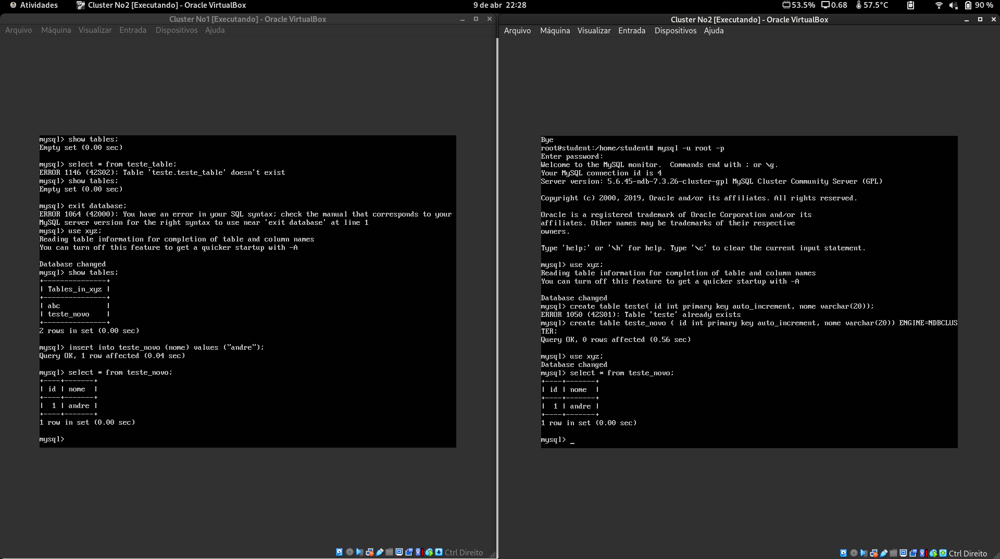 Atividades
Cluster No2 [Executando] - Oracle VirtualBox
9 de abr 22:28
53.5%
0.68
57.5°C
90 %
Cluster No1 [Executando] - Oracle VirtualBox
Arquivo Máquina Visualizar Entrada Dispositivos Ajuda
mysql> show tables;
Empty set (0.00 sec)
mysql> select * from teste_table;
ERROR 1146 (42S02): Table 'teste.teste_table' doesn't exist
mysql> show tables;
Empty set (0.00 sec)
mysql> exit database;
ERROR 1064 (42000): You have an error in your SQL syntax; check the manual that corresponds to your
MySQL server version for the right syntax to use near 'exit database' at line 1
mysql> use xyz;
Reading table information for completion of table and column names
You can turn off this feature to get a quicker startup with -A
Database changed
mysql> show tables;
+---------------+
| Tables_in_xyz |
+---------------+
| abc           |
| teste_novo    |
+---------------+
2 rows in set (0.00 sec)
mysql> insert into teste_novo (nome) values ("andre");
Query OK, 1 row affected (0.04 sec)
mysql> select * from teste_novo;
+----+-------+
| id | nome  |
+----+-------+
|  1 | andre |
+----+-------+
1 row in set (0.00 sec)
mysql>
Ctrl Direito
Cluster No2 [Executando] - Oracle VirtualBox
Arquivo Máquina Visualizar Entrada Dispositivos Ajuda
Bye
root@student:/home/student# mysql -u root -p
Enter password:
Welcome to the MySQL monitor.  Commands end with ; or \g.
Your MySQL connection id is 4
Server version: 5.6.45-ndb-7.3.26-cluster-gpl MySQL Cluster Community Server (GPL)
Copyright (c) 2000, 2019, Oracle and/or its affiliates. All rights reserved.
Oracle is a registered trademark of Oracle Corporation and/or its
affiliates. Other names may be trademarks of their respective
owners.
Type 'help;' or '\h' for help. Type '\c' to clear the current input statement.
mysql> use xyz;
Reading table information for completion of table and column names
You can turn off this feature to get a quicker startup with -A
Database changed
mysql> create table teste( id int primary key auto_increment, nome varchar(20));
ERROR 1050 (42S01): Table 'teste' already exists
mysql> create table teste_novo ( id int primary key auto_increment, nome varchar(20)) ENGINE=NDBCLUS
TER;
Query OK, 0 rows affected (0.56 sec)
mysql> use xyz;
Database changed
mysql> select * from teste_novo;
+----+-------+
| id | nome  |
+----+-------+
|  1 | andre |
+----+-------+
1 row in set (0.00 sec)
mysql> _
Ctrl Direito